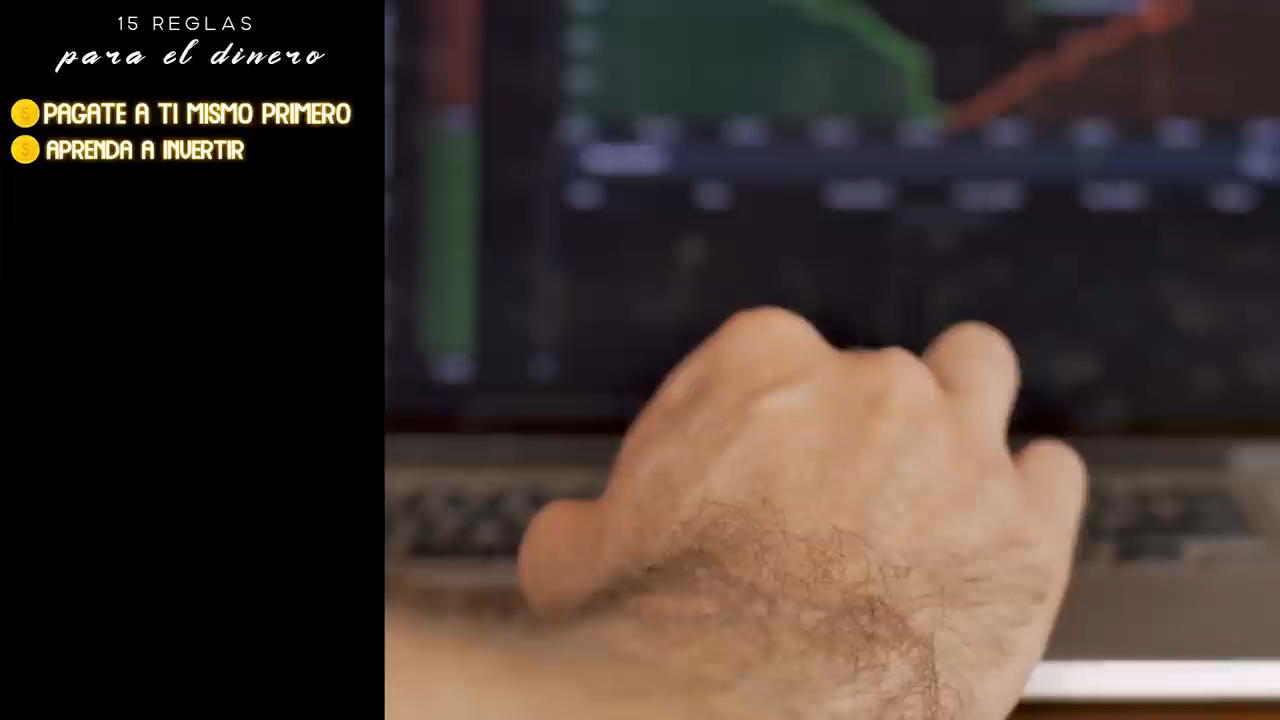 15 REGLAS
para el dinero
PAGATE A TI MISMO PRIMERO
APRENDA A INVERTIR